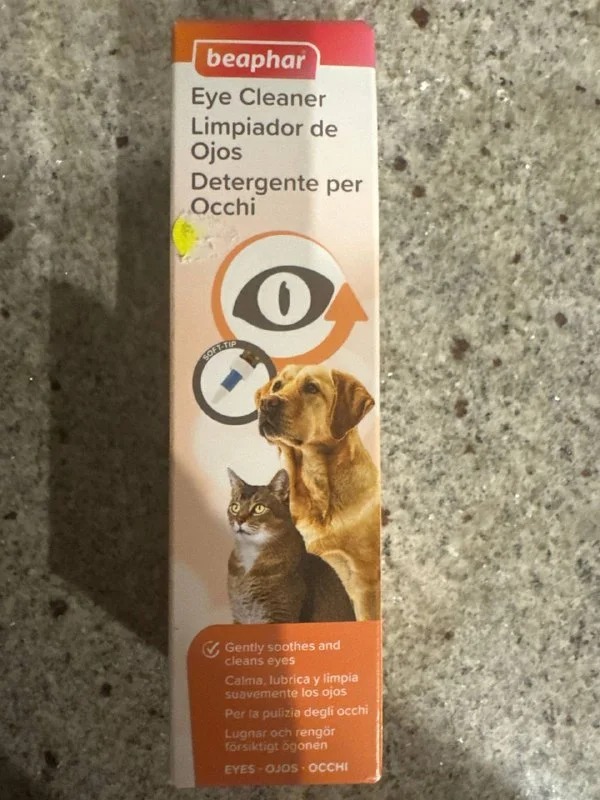 beaphar
Eye Cleaner
Limpiador de
Ojos
Detergente per
Occhi
SOFT-TIP
Gently soothes and
cleans eyes
Calma, lubrica y limpia
suavemente los ojos
Per la pulizia degli occhi
Lugnar och rengör
försiktigt ögonen
EYES - OJOS - OCCHI